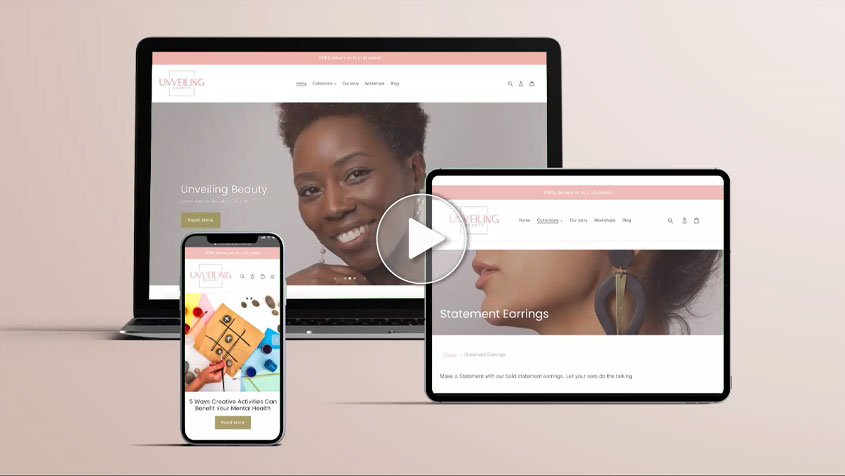 FREE delivery to ALL UK orders!
UNVEILING
BEAUTY
Home Collections Our story Workshops Blog
Unveiling Beauty
Read More
FREE delivery to ALL UK orders!
UNVEILING
BEAUTY
Home Collections Our story Workshops Blog
Statement Earrings
Home Statement Earrings
Make a Statement with our bold statement earrings. Let your ears do the talking
FREE delivery to ALL UK orders!
UNVEILING
BEAUTY
5 Ways Creative Activities Can
Benefit Your Mental Health
Read More